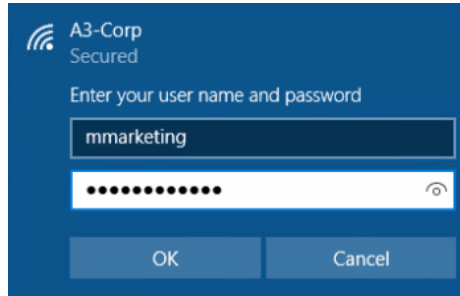 A3-Corp
Secured
Enter your user name and password
mmarketing
••••••••••••
OK
Cancel